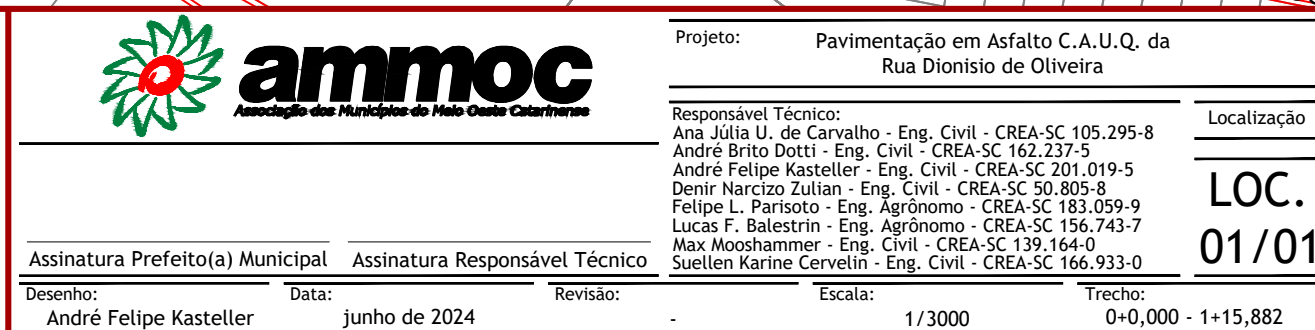 ammoc
Associação dos Municípios do Meio Oeste Catarinense
Projeto:
Pavimentação em Asfalto C.A.U.Q. da
Rua Dionisio de Oliveira
Responsável Técnico:
Ana Júlia U. de Carvalho - Eng. Civil - CREA-SC 105.295-8
André Brito Dotti - Eng. Civil - CREA-SC 162.237-5
André Felipe Kasteller - Eng. Civil - CREA-SC 201.019-5
Denir Narcizo Zulian - Eng. Civil - CREA-SC 50.805-8
Felipe L. Parisoto - Eng. Agrônomo - CREA-SC 183.059-9
Lucas F. Balestrin - Eng. Agrônomo - CREA-SC 156.743-7
Max Mooshammer - Eng. Civil - CREA-SC 139.164-0
Suellen Karine Cervelin - Eng. Civil - CREA-SC 166.933-0
Localização
LOC.
01/01
Assinatura Prefeito(a) Municipal
Assinatura Responsável Técnico
Desenho:
André Felipe Kasteller
Data:
junho de 2024
Revisão:
-
Escala:
1/3000
Trecho:
0+0,000 - 1+15,882